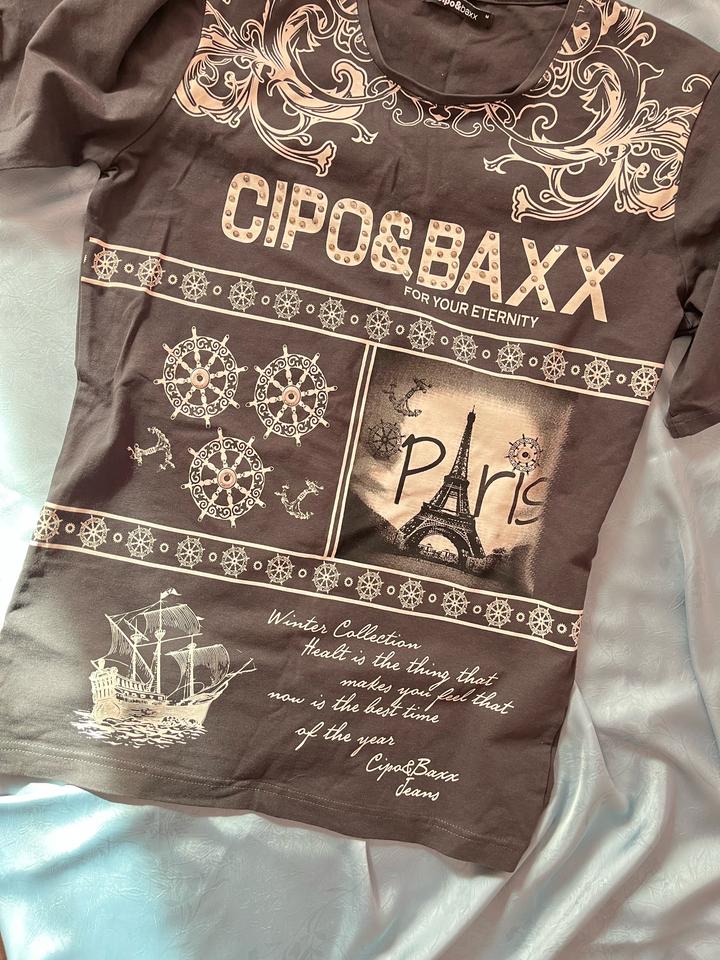 Cipo&baxx M
CIPO&BAXX
FOR YOUR ETERNITY
Paris
Winter Collection
Healt is the thing that
makes you feel that
now is the best time
of the year
Cipo&Baxx
Jeans